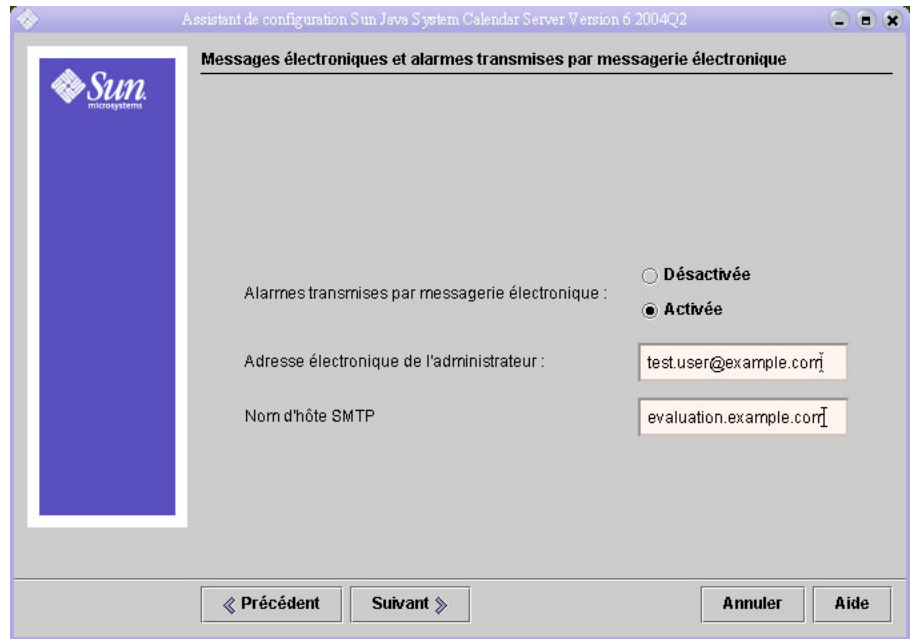 Assistant de configuration Sun Java System Calendar Server Version 6 2004Q2
Sun
microsystems
Messages électroniques et alarmes transmises par messagerie électronique
Alarmes transmises par messagerie électronique :
Désactivée
Activée
Adresse électronique de l'administrateur :
test.user@example.com
Nom d'hôte SMTP
evaluation.example.com
Précédent
Suivant
Annuler
Aide